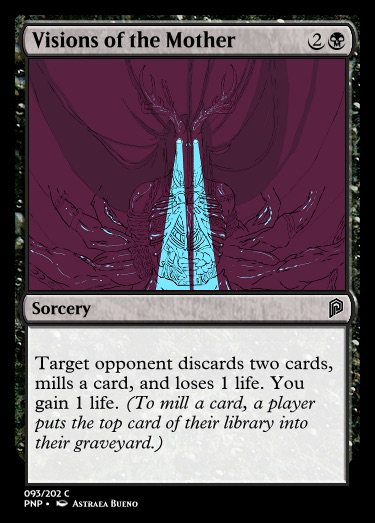 Visions of the Mother 2
Sorcery
Target opponent discards two cards,
mills a card, and loses 1 life. You
gain 1 life. (To mill a card, a player
puts the top card of their library into
their graveyard.)
093/202 C
PNP • Astraea Bueno